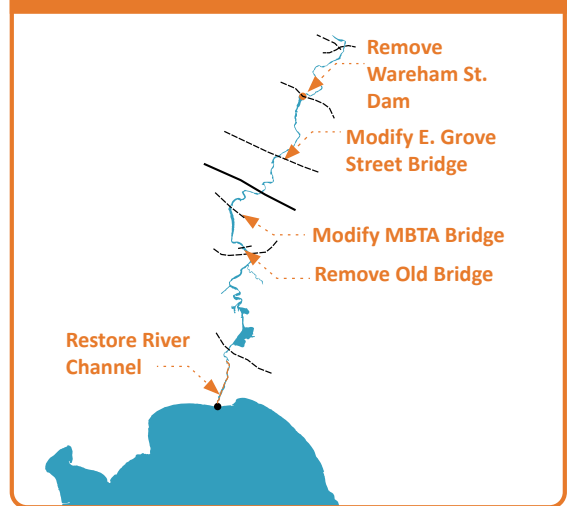 Remove
Wareham St.
Dam
Modify E. Grove
Street Bridge
Modify MBTA Bridge
Remove Old Bridge
Restore River
Channel